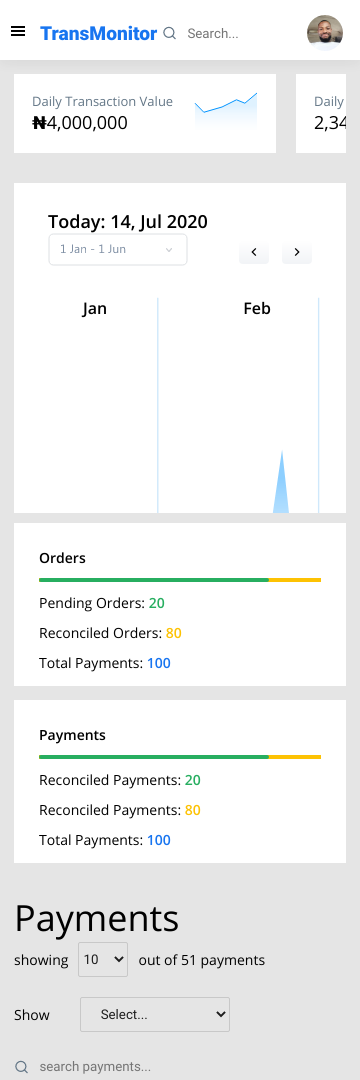 TransMonitor
Search...
Daily Transaction Value
₦4,000,000
Daily
2,34
Today: 14, Jul 2020
1 Jan - 1 Jun
Jan
Feb
Orders
Pending Orders: 20
Reconciled Orders: 80
Total Payments: 100
Payments
Reconciled Payments: 20
Reconciled Payments: 80
Total Payments: 100
Payments
showing 10 out of 51 payments
Show Select...
search payments...